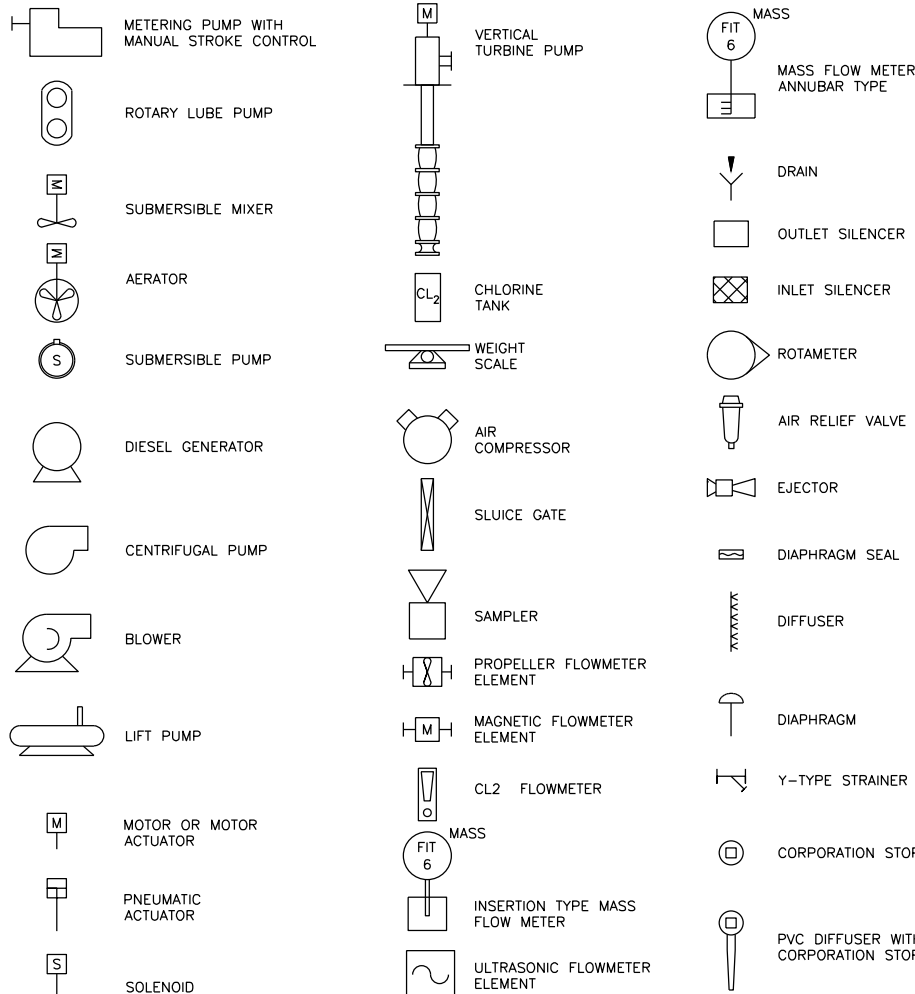 METERING PUMP WITH
MANUAL STROKE CONTROL
ROTARY LUBE PUMP
M
SUBMERSIBLE MIXER
M
AERATOR
S
SUBMERSIBLE PUMP
DIESEL GENERATOR
CENTRIFUGAL PUMP
BLOWER
LIFT PUMP
M
MOTOR OR MOTOR
ACTUATOR
PNEUMATIC
ACTUATOR
S
SOLENOID
M
VERTICAL
TURBINE PUMP
CL2
CHLORINE
TANK
WEIGHT
SCALE
AIR
COMPRESSOR
SLUICE GATE
SAMPLER
PROPELLER FLOWMETER
ELEMENT
M
MAGNETIC FLOWMETER
ELEMENT
CL2 FLOWMETER
MASS
FIT
6
INSERTION TYPE MASS
FLOW METER
ULTRASONIC FLOWMETER
ELEMENT
MASS
FIT
6
MASS FLOW METER
ANNUBAR TYPE
DRAIN
OUTLET SILENCER
INLET SILENCER
ROTAMETER
AIR RELIEF VALVE
EJECTOR
DIAPHRAGM SEAL
DIFFUSER
DIAPHRAGM
Y-TYPE STRAINER
CORPORATION STOP
PVC DIFFUSER WITH
CORPORATION STOP